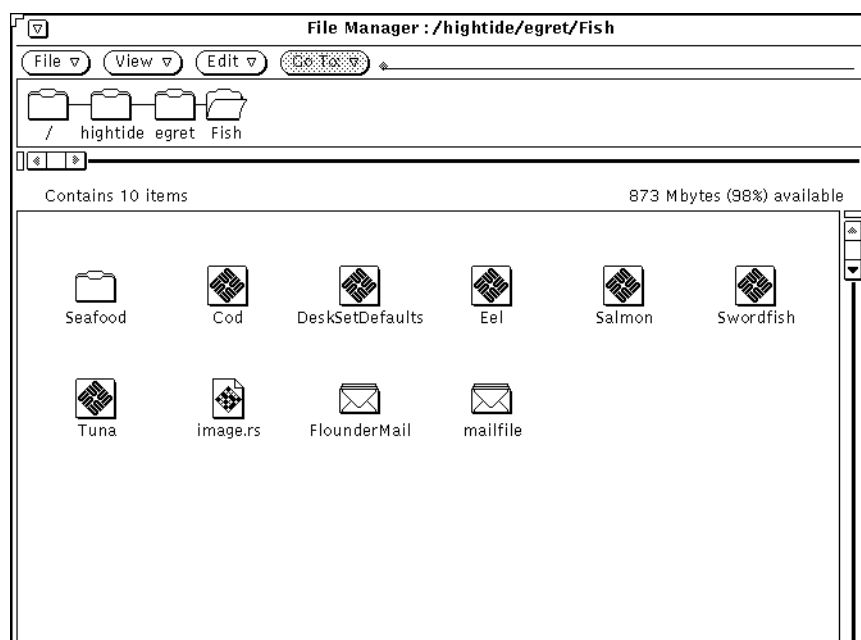 File Manager : /hightide/egret/Fish
File View Edit Go To:
/ hightide egret Fish
Contains 10 items 873 Mbytes (98%) available
Seafood Cod DeskSetDefaults Eel Salmon Swordfish
Tuna image.rs FlounderMail mailfile